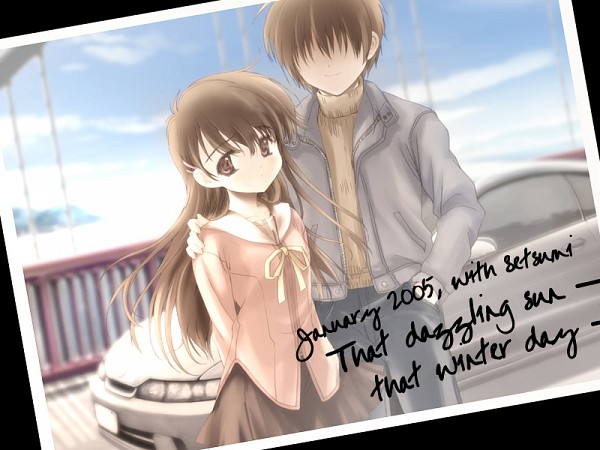 January 2005, with setsumi
That dazzling sun —
that winter day -